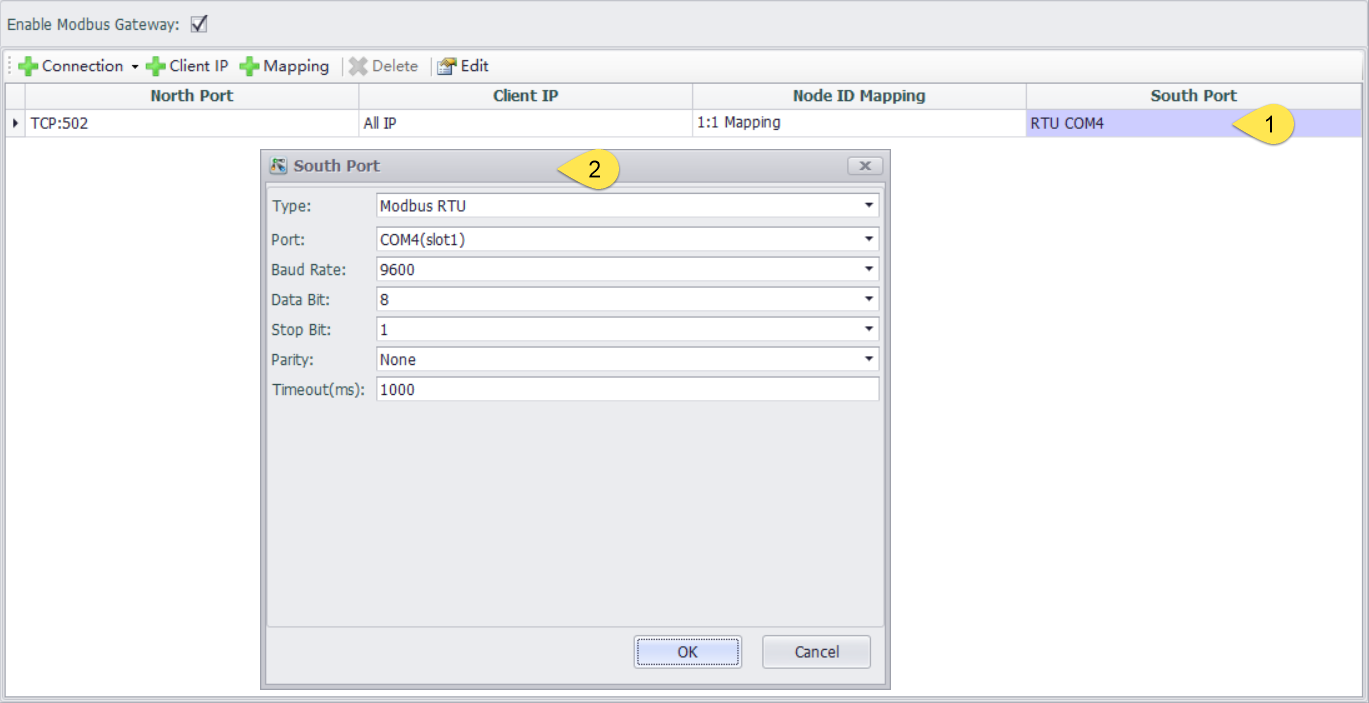 Enable Modbus Gateway:
Connection Client IP Mapping Delete Edit
North Port Client IP Node ID Mapping South Port
TCP:502 All IP 1:1 Mapping RTU COM4 1
South Port 2
Type: Modbus RTU
Port: COM4(slot1)
Baud Rate: 9600
Data Bit: 8
Stop Bit: 1
Parity: None
Timeout(ms): 1000
OK Cancel